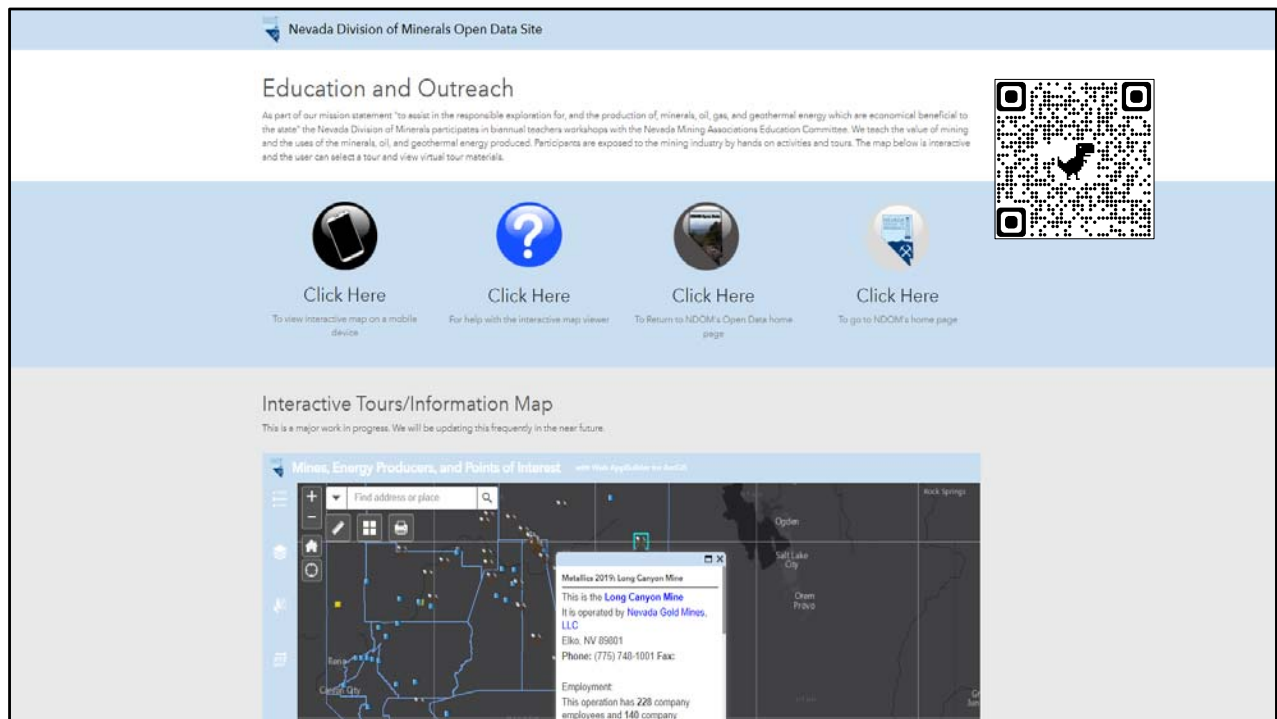 Nevada Division of Minerals Open Data Site
Education and Outreach
As part of our mission statement "to assist in the responsible exploration for, and the production of, minerals, oil, gas, and geothermal energy which are economical beneficial to
the state" the Nevada Division of Minerals participates in biannual teachers workshops with the Nevada Mining Associations Education Committee. We teach the value of mining
and the uses of the minerals, oil, and geothermal energy produced. Participants are exposed to the mining industry by hands on activities and tours. The map below is interactive
and the user can select a tour and view virtual tour materials.
Click Here
To view interactive map on a mobile
device
Click Here
For help with the interactive map viewer
Click Here
To Return to NDOM's Open Data home
page
Click Here
To go to NDOM's home page
Interactive Tours/Information Map
This is a major work in progress. We will be updating this frequently in the near future.
Mines, Energy Producers, and Points of Interest with Web AppBuilder for ArcGIS
Find address or place
Rock Springs
Ogden
Salt Lake
City
Orem
Provo
Reno
Carson City
Metallics 2019: Long Canyon Mine
This is the Long Canyon Mine
It is operated by Nevada Gold Mines,
LLC
Elko, NV 89801
Phone: (775) 748-1001 Fax:
Employment:
This operation has 228 company
employees and 140 company